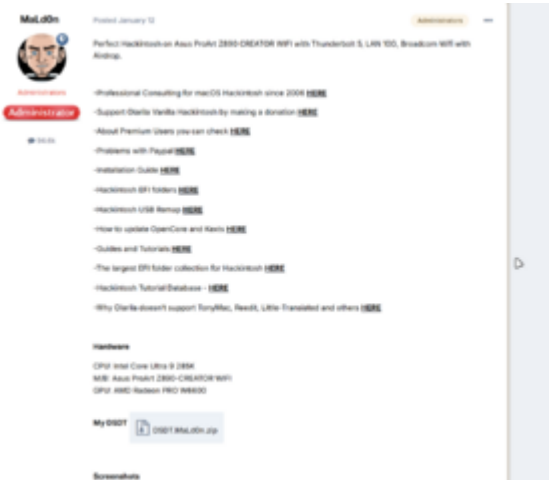 MaLd0n
Posted January 12
Administrators
Perfect Hackintosh on Asus ProArt Z890-CREATOR WIFI with Thunderbolt 5, LAN 10G, Broadcom Wifi with
Airdrop.
Administrators
Administrator
-Professional Consulting for macOS Hackintosh since 2006 HERE
-Support Olarila Vanilla Hackintosh by making a donation HERE
-About Premium Users you can check HERE
-Problems with Paypal HERE
-Installation Guide HERE
-Hackintosh EFI folders HERE
-Hackintosh USB Remap HERE
-How to update OpenCore and Kexts HERE
-Guides and Tutorials HERE
-The largest EFI folder collection for Hackintosh HERE
-Hackintosh Tutorial Database - HERE
-Why Olarila doesn't support TonyMac, Reedit, Little-Translated and others HERE
Hardware
CPU: Intel Core Ultra 9 285K
M/B: Asus ProArt Z890-CREATOR WIFI
GPU: AMD Radeon PRO W6600
My DSDT
DSDT.MaLd0n.zip
Screenshots